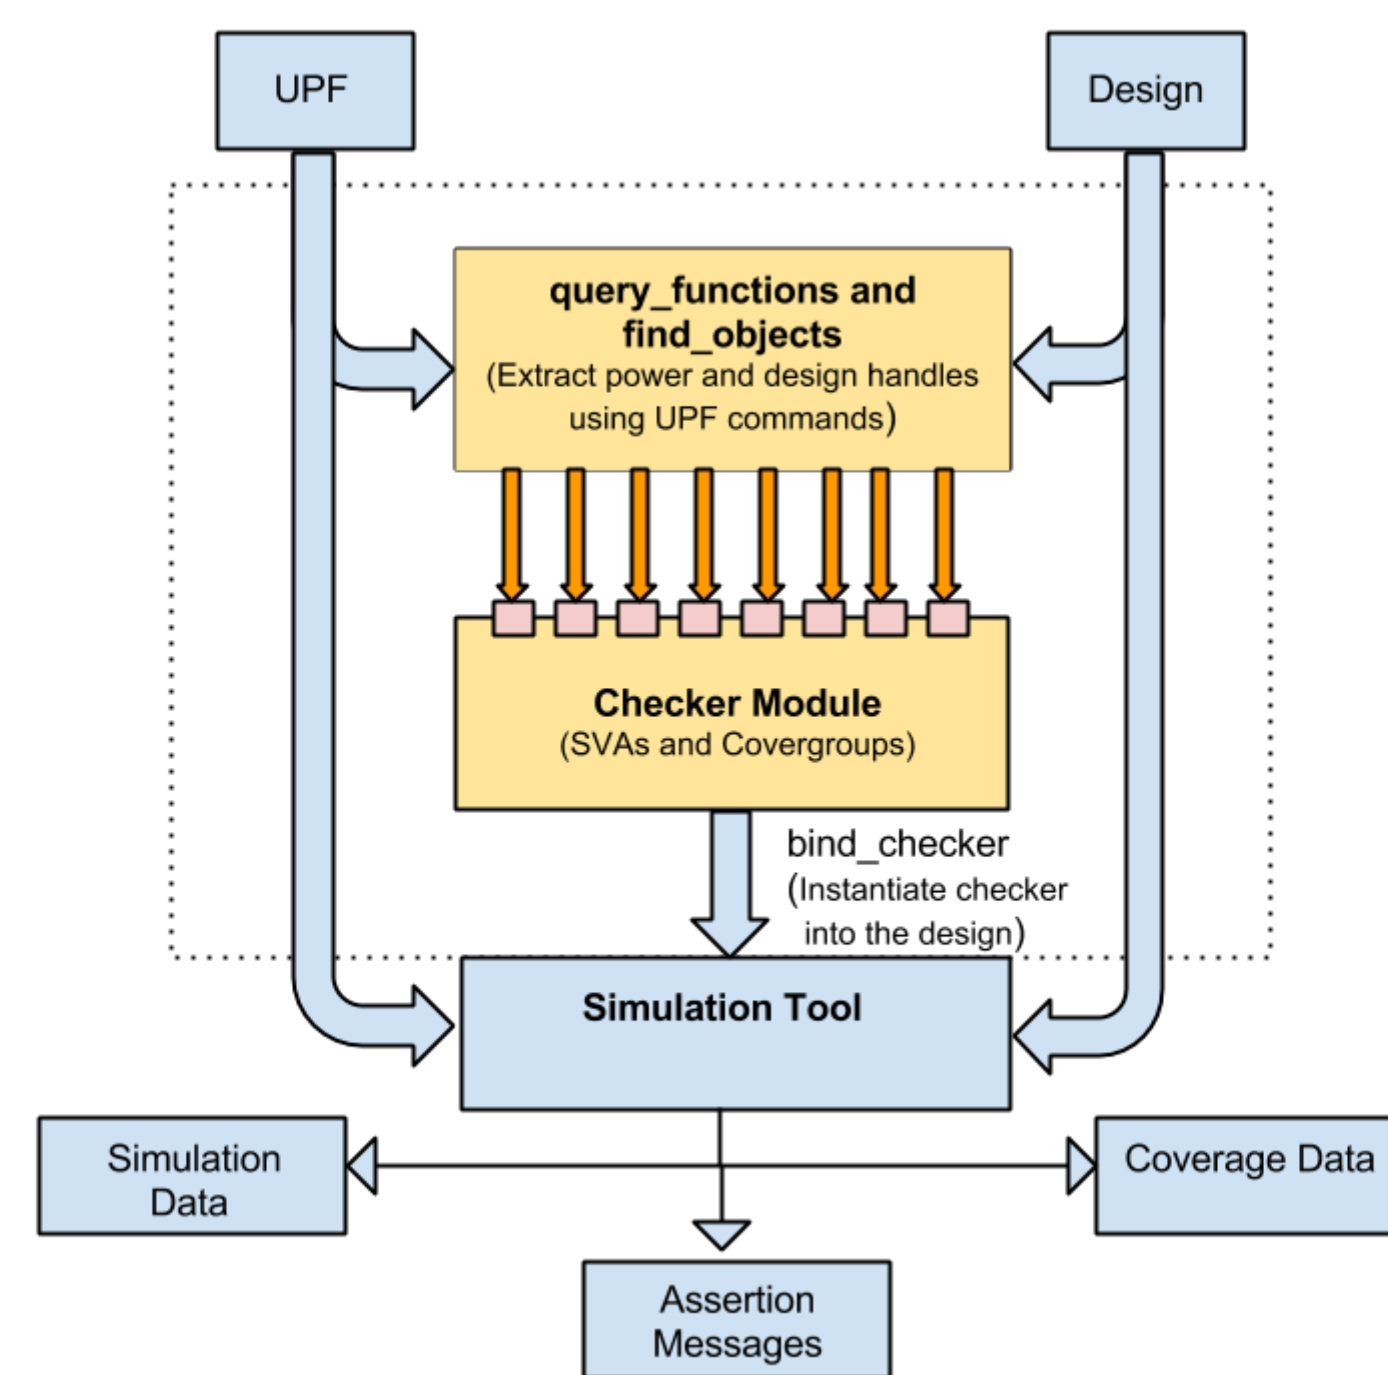 UPF
Design
query_functions and
find_objects
(Extract power and design handles
using UPF commands)
Checker Module
(SVAs and Covergroups)
bind_checker
(Instantiate checker
into the design)
Simulation Tool
Simulation
Data
Coverage Data
Assertion
Messages